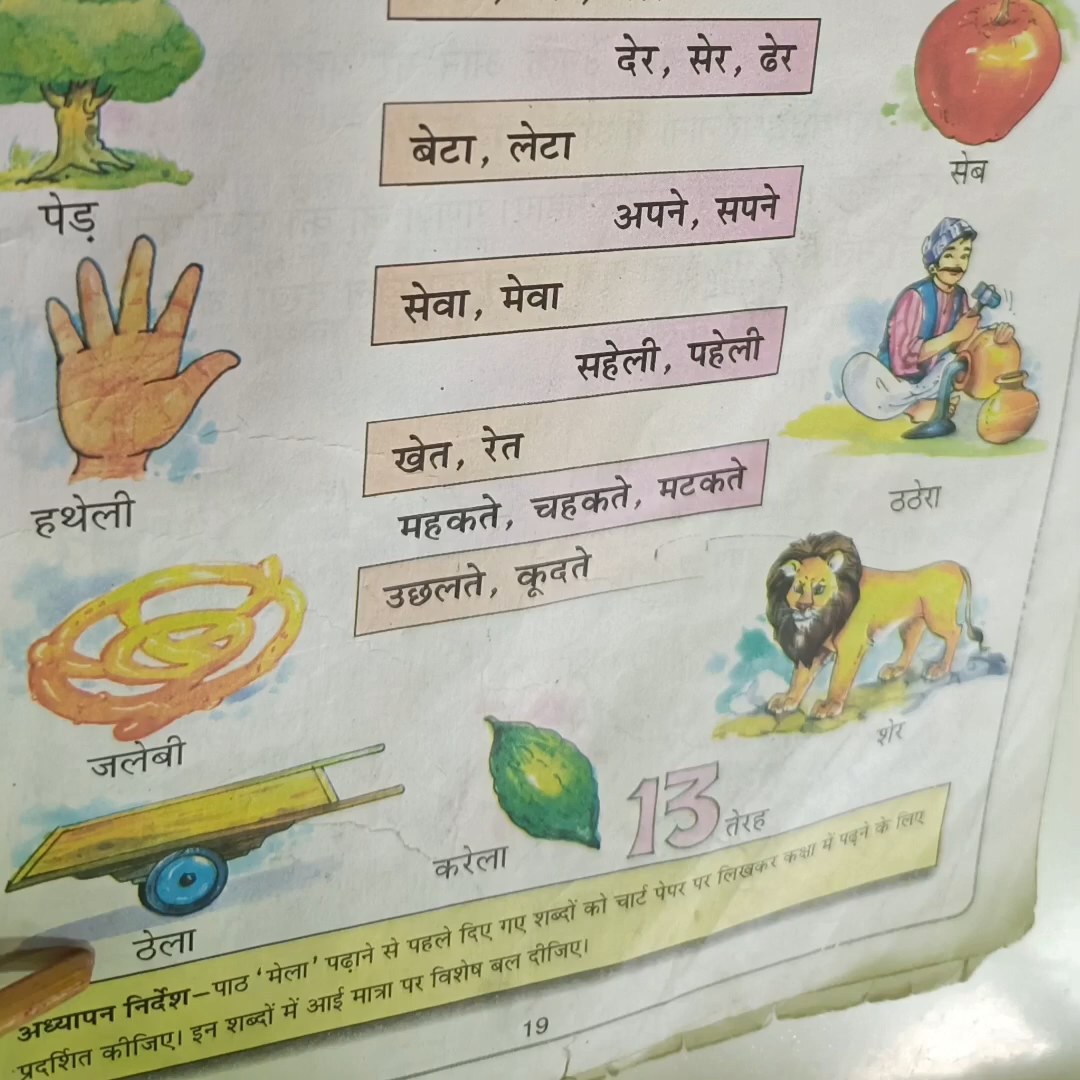 देर, सेर, ढेर
बेटा, लेटा
अपने, सपने
सेवा, मेवा
सहेली, पहेली
खेत, रेत
महकते, चहकते, मटकते
उछलते, कूदते
पेड़
हथेली
जलेबी
ठेला
सेब
ठठेरा
शेर
करेला
13 तेरह
अध्यापन निर्देश–पाठ ‘मेला’ पढ़ाने से पहले दिए गए शब्दों को चार्ट पेपर पर लिखकर कक्षा में पढ़ने के लिए
प्रदर्शित कीजिए। इन शब्दों में आई मात्रा पर विशेष बल दीजिए।
19